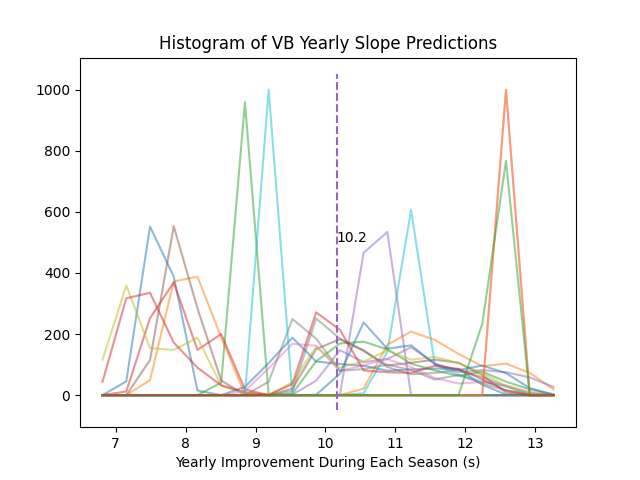 Histogram of VB Yearly Slope Predictions
1000
800
600
400
200
0
10.2
7 8 9 10 11 12 13
Yearly Improvement During Each Season (s)